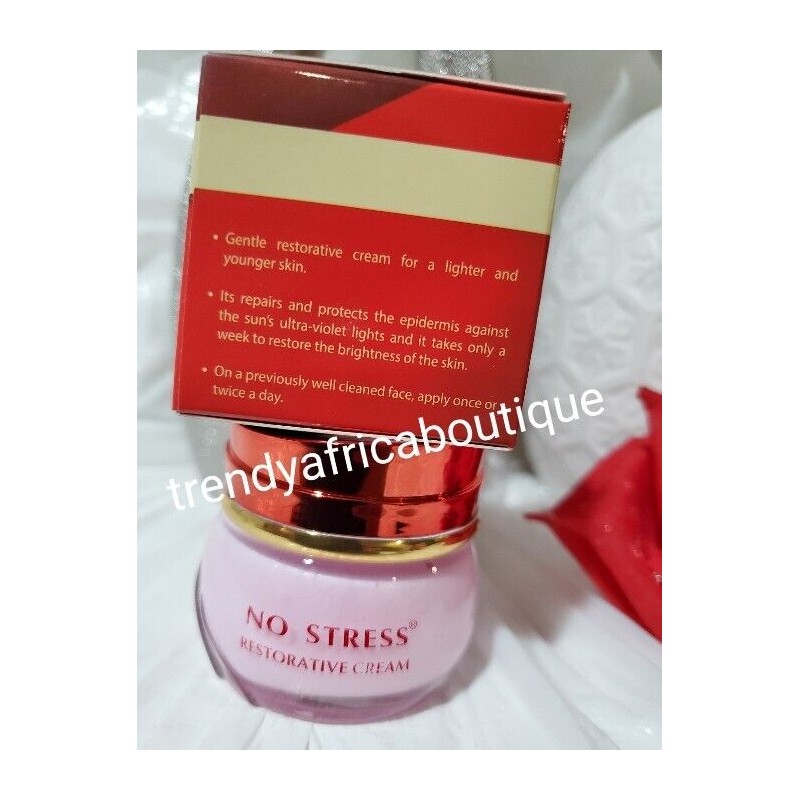 • Gentle restorative cream for a lighter and
younger skin.
• Its repairs and protects the epidermis against
the sun's ultra-violet lights and it takes only a
week to restore the brightness of the skin.
• On a previously well cleaned face, apply once or
twice a day.
trendyafricaboutique
NO STRESS®
RESTORATIVE CREAM